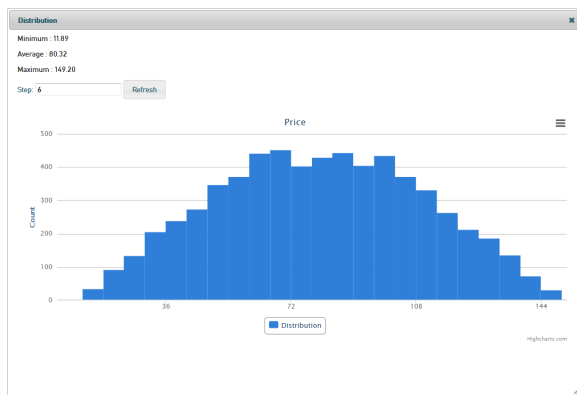 Distribution ✖
Minimum : 11.89
Average : 80.32
Maximum : 149.20
Step: 6 Refresh
Price
500
400
300
200
100
0
Count
36 72 108 144
Distribution
Highcharts.com